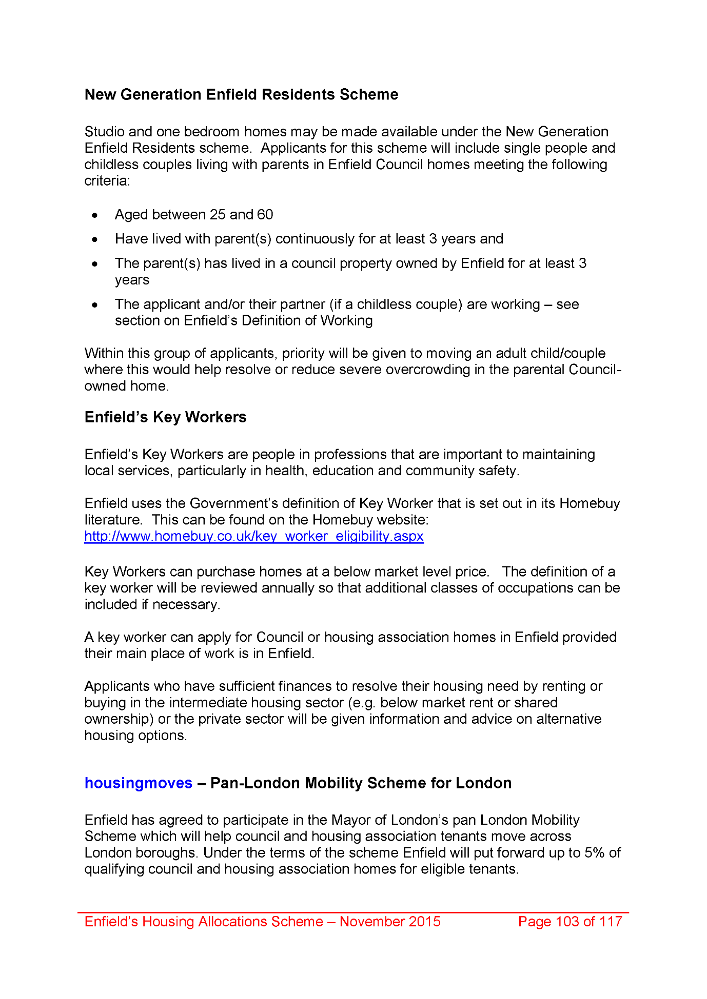 New Generation Enfield Residents Scheme
Studio and one bedroom homes may be made available under the New Generation
Enfield Residents scheme.  Applicants for this scheme will include single people and
childless couples living with parents in Enfield Council homes meeting the following
criteria:
• Aged between 25 and 60
• Have lived with parent(s) continuously for at least 3 years and
• The parent(s) has lived in a council property owned by Enfield for at least 3
years
• The applicant and/or their partner (if a childless couple) are working – see
section on Enfield’s Definition of Working
Within this group of applicants, priority will be given to moving an adult child/couple
where this would help resolve or reduce severe overcrowding in the parental Council-
owned home.
Enfield’s Key Workers
Enfield’s Key Workers are people in professions that are important to maintaining
local services, particularly in health, education and community safety.
Enfield uses the Government’s definition of Key Worker that is set out in its Homebuy
literature.  This can be found on the Homebuy website:
http://www.homebuy.co.uk/key_worker_eligibility.aspx
Key Workers can purchase homes at a below market level price.   The definition of a
key worker will be reviewed annually so that additional classes of occupations can be
included if necessary.
A key worker can apply for Council or housing association homes in Enfield provided
their main place of work is in Enfield.
Applicants who have sufficient finances to resolve their housing need by renting or
buying in the intermediate housing sector (e.g. below market rent or shared
ownership) or the private sector will be given information and advice on alternative
housing options.
housingmoves – Pan-London Mobility Scheme for London
Enfield has agreed to participate in the Mayor of London’s pan London Mobility
Scheme which will help council and housing association tenants move across
London boroughs. Under the terms of the scheme Enfield will put forward up to 5% of
qualifying council and housing association homes for eligible tenants.
Enfield’s Housing Allocations Scheme – November 2015 Page 103 of 117